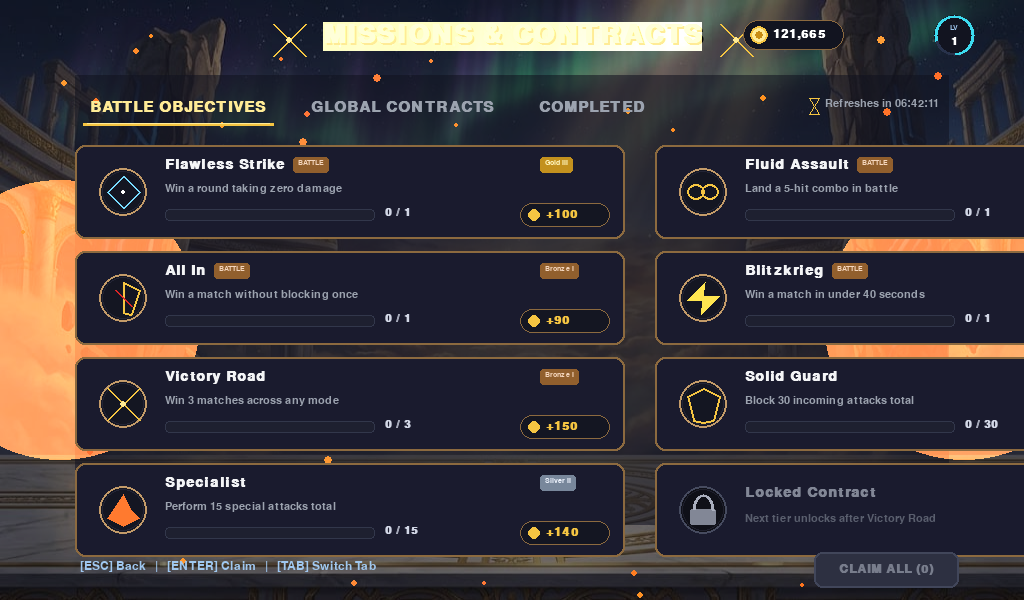 MISSIONS & CONTRACTS
121,665
LV
1
BATTLE OBJECTIVES
GLOBAL CONTRACTS
COMPLETED
Refreshes in 06:42:11
Flawless Strike
BATTLE
Gold III
Win a round taking zero damage
0 / 1
+100
Fluid Assault
BATTLE
Land a 5-hit combo in battle
0 / 1
All In
BATTLE
Bronze I
Win a match without blocking once
0 / 1
+90
Blitzkrieg
BATTLE
Win a match in under 40 seconds
0 / 1
Victory Road
Bronze I
Win 3 matches across any mode
0 / 3
+150
Solid Guard
Block 30 incoming attacks total
0 / 30
Specialist
Silver II
Perform 15 special attacks total
0 / 15
+140
Locked Contract
Next tier unlocks after Victory Road
[ESC] Back | [ENTER] Claim | [TAB] Switch Tab
CLAIM ALL (0)